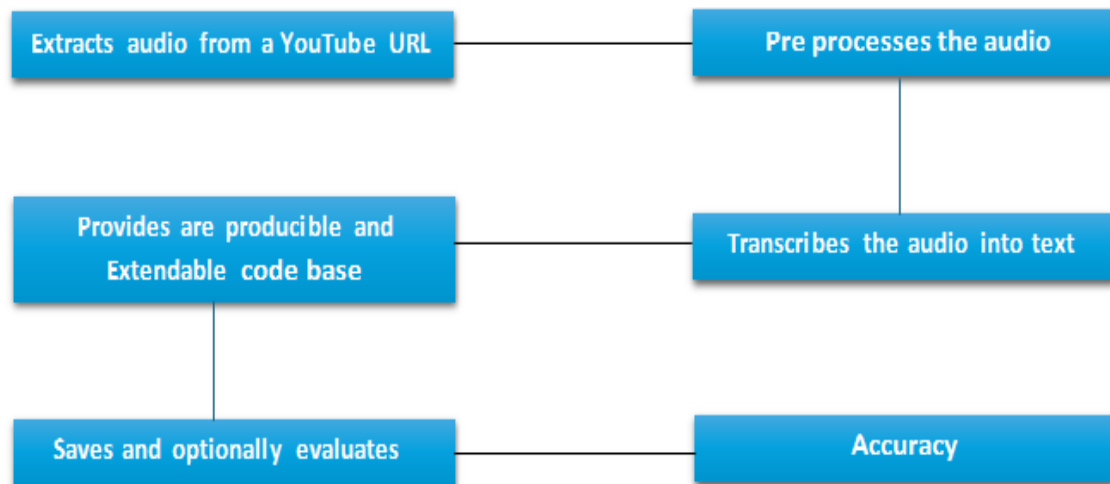 Extracts audio from a YouTube URL
Pre processes the audio
Provides are producible and
Extendable code base
Transcribes the audio into text
Saves and optionally evaluates
Accuracy